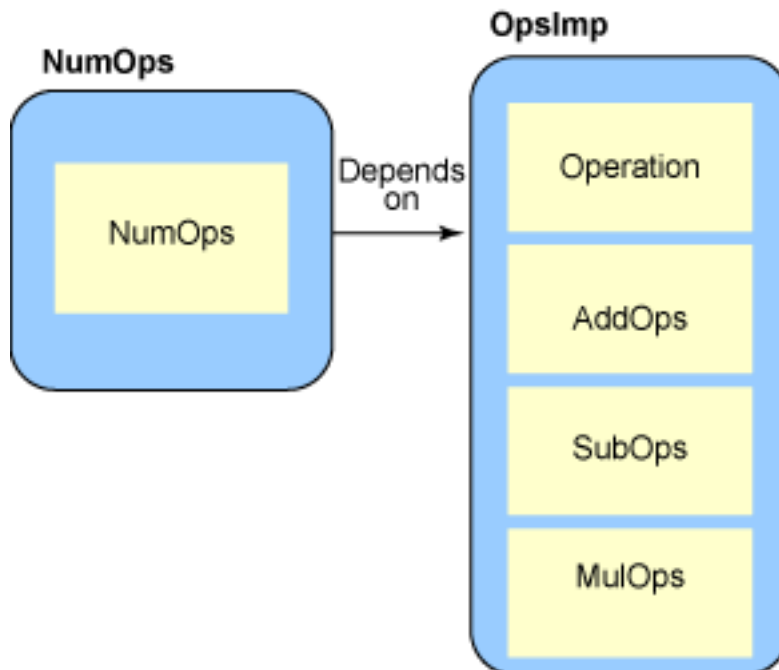 OpsImp
NumOps
Operation
Depends
on
NumOps
AddOps
SubOps
MulOps